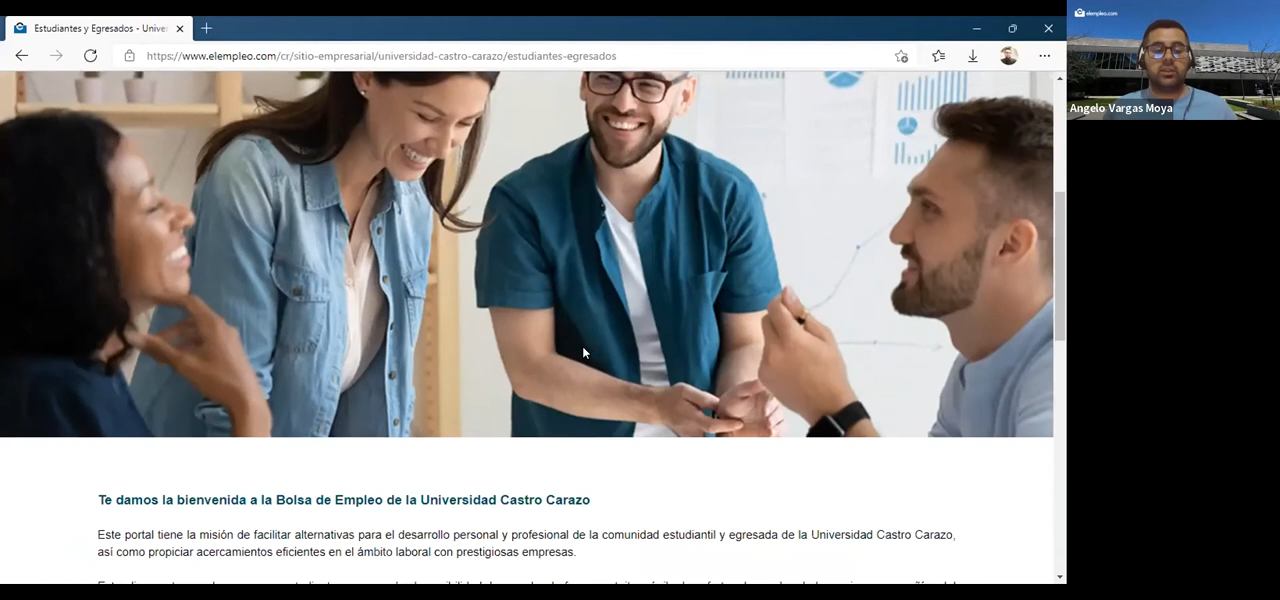 Estudiantes y Egresados - Univer
https://www.elempleo.com/cr/sitio-empresarial/universidad-castro-carazo/estudiantes-egresados
elempleo.com
Angelo Vargas Moya
Te damos la bienvenida a la Bolsa de Empleo de la Universidad Castro Carazo
Este portal tiene la misión de facilitar alternativas para el desarrollo personal y profesional de la comunidad estudiantil y egresada de la Universidad Castro Carazo,
así como propiciar acercamientos eficientes en el ámbito laboral con prestigiosas empresas.